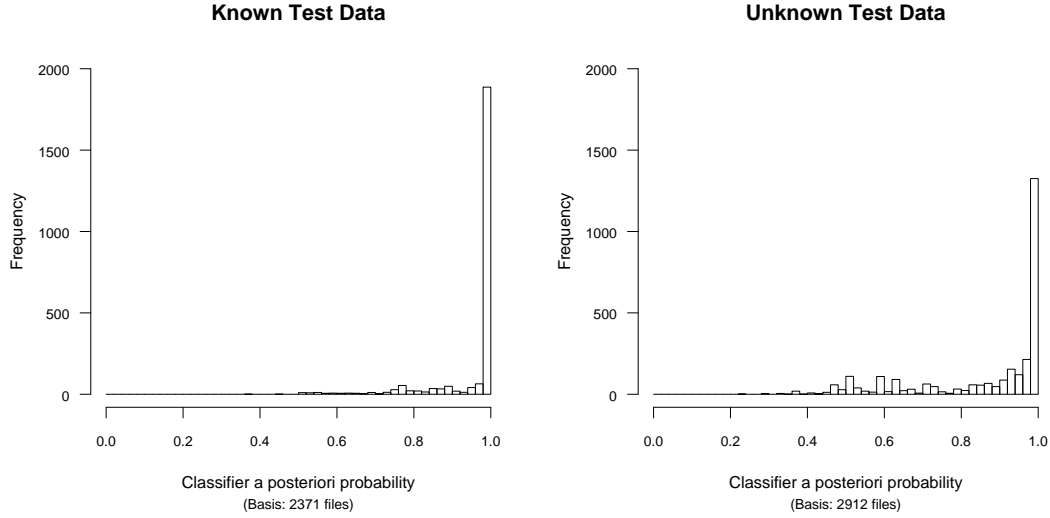 Known Test Data
2000
1500
1000
500
0
Frequency
0.0 0.2 0.4 0.6 0.8 1.0
Classifier a posteriori probability
(Basis: 2371 files)
Unknown Test Data
2000
1500
1000
500
0
Frequency
0.0 0.2 0.4 0.6 0.8 1.0
Classifier a posteriori probability
(Basis: 2912 files)